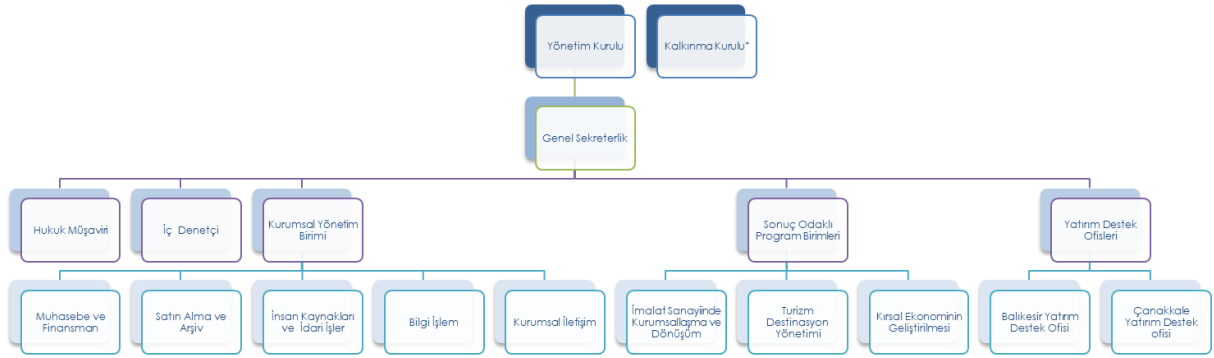 Yönetim Kurulu
Kalkınma Kurulu*
Genel Sekreterlik
Hukuk Müşaviri
İç Denetçi
Kurumsal Yönetim
Birimi
Sonuç Odaklı
Program Birimleri
Yatırım Destek
Ofisleri
Muhasebe ve
Finansman
Satın Alma ve
Arşiv
İnsan Kaynakları
ve İdari İşler
Bilgi İşlem
Kurumsal İletişim
İmalat Sanayiinde
Kurumsallaşma ve
Dönüşüm
Turizm
Destinasyon
Yönetimi
Kırsal Ekonominin
Geliştirilmesi
Balıkesir Yatırım
Destek Ofisi
Çanakkale
Yatırım Destek
ofisi